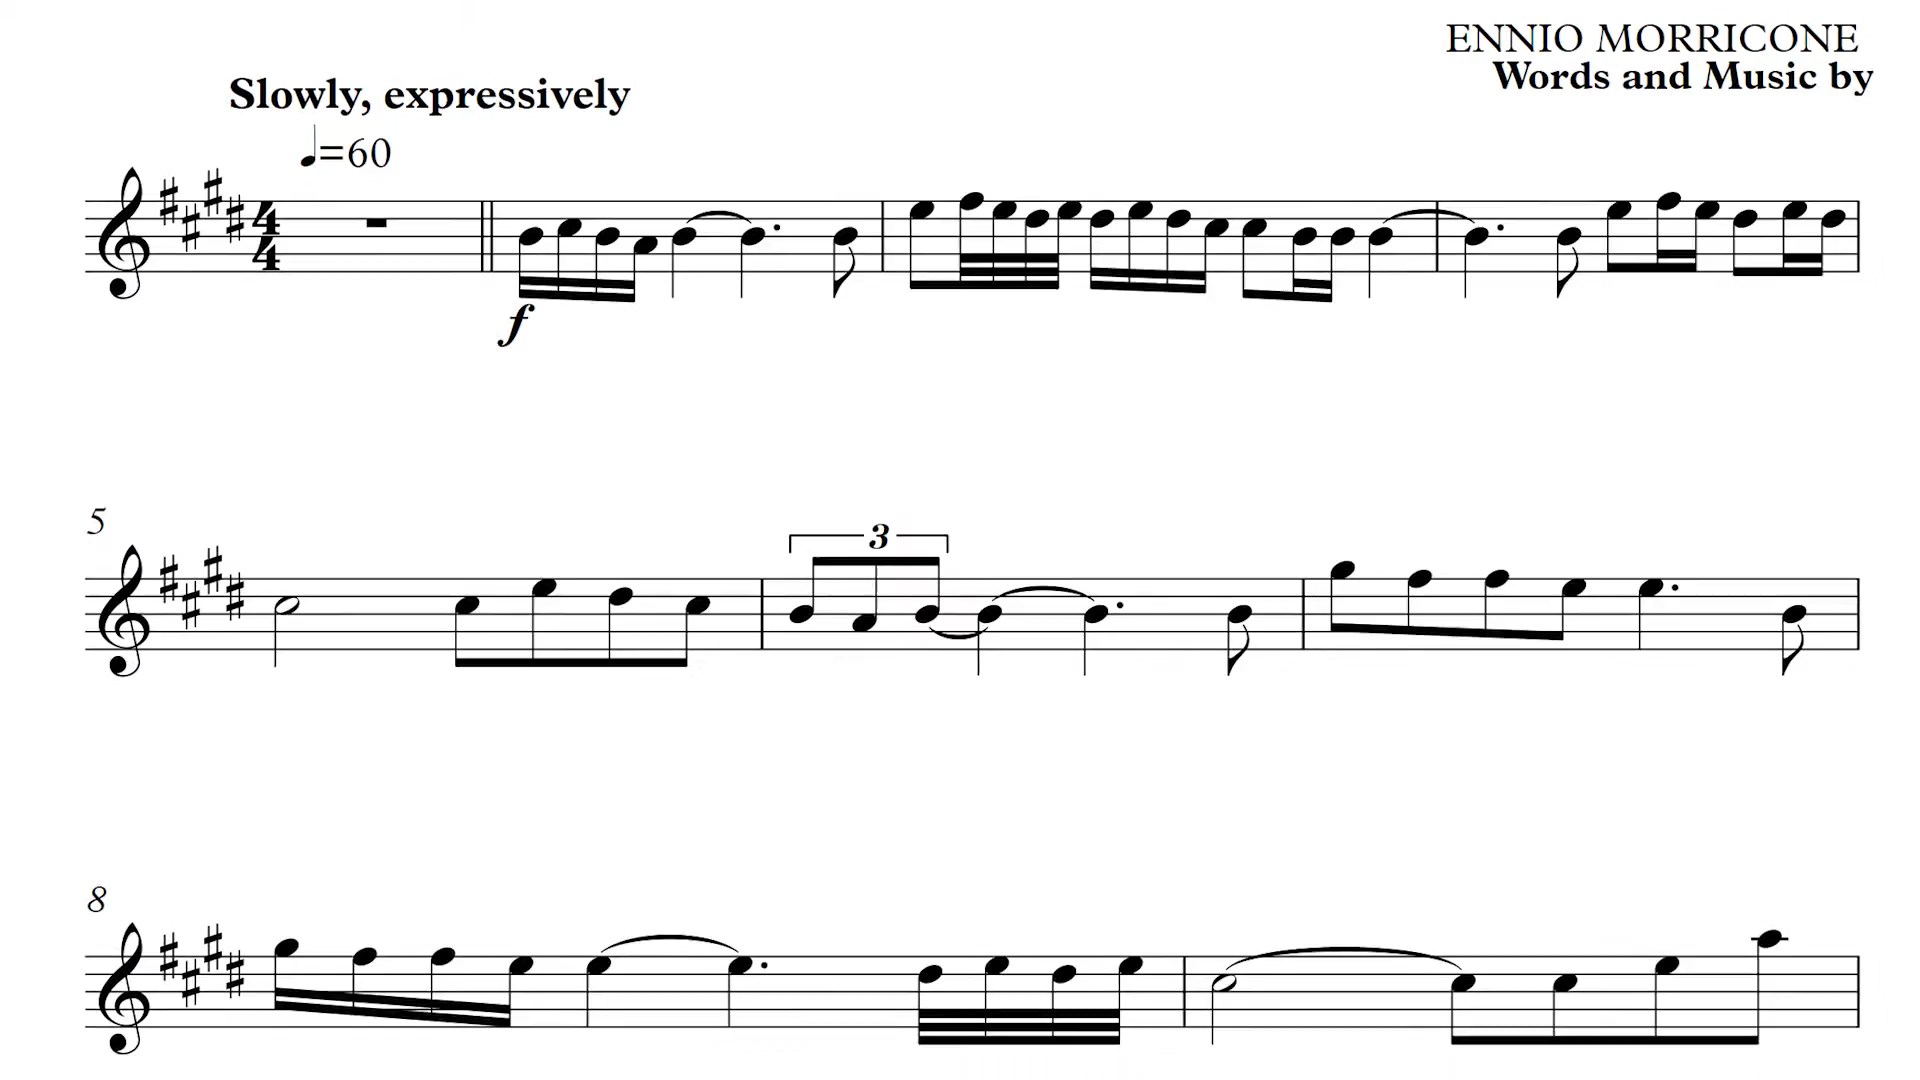 ENNIO MORRICONE
Words and Music by
Slowly, expressively
♩=60
4
4
f
5
3
8